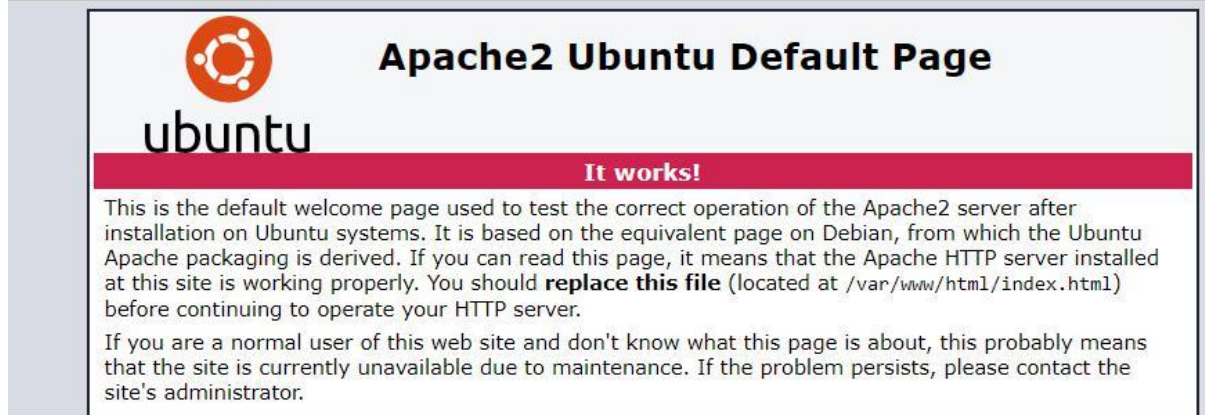 Apache2 Ubuntu Default Page
ubuntu
It works!
This is the default welcome page used to test the correct operation of the Apache2 server after
installation on Ubuntu systems. It is based on the equivalent page on Debian, from which the Ubuntu
Apache packaging is derived. If you can read this page, it means that the Apache HTTP server installed
at this site is working properly. You should replace this file (located at /var/www/html/index.html)
before continuing to operate your HTTP server.
If you are a normal user of this web site and don't know what this page is about, this probably means
that the site is currently unavailable due to maintenance. If the problem persists, please contact the
site's administrator.